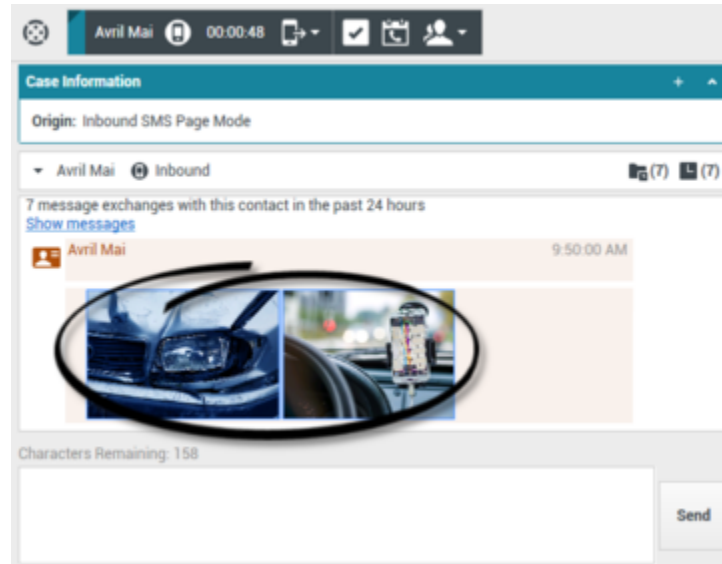 Avril Mai 00:00:48
Case Information
Origin: Inbound SMS Page Mode
Avril Mai Inbound (7) (7)
7 message exchanges with this contact in the past 24 hours
Show messages
Avril Mai 9:50:00 AM
Characters Remaining: 158
Send